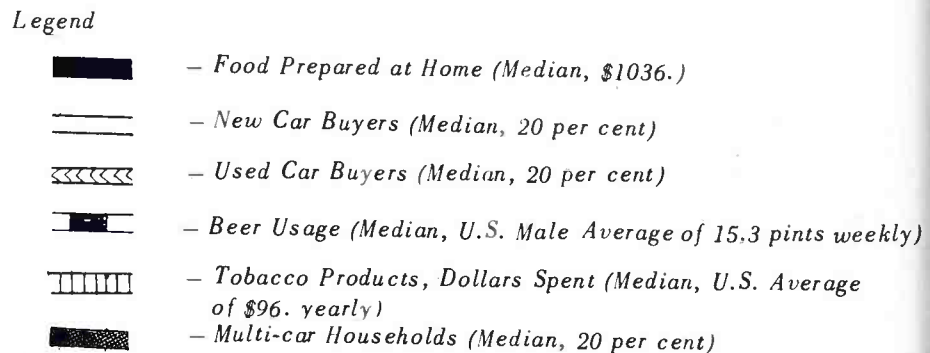 Legend
– Food Prepared at Home (Median, $1036.)
– New Car Buyers (Median, 20 per cent)
– Used Car Buyers (Median, 20 per cent)
– Beer Usage (Median, U.S. Male Average of 15.3 pints weekly)
– Tobacco Products, Dollars Spent (Median, U.S. Average
of $96. yearly)
– Multi-car Households (Median, 20 per cent)